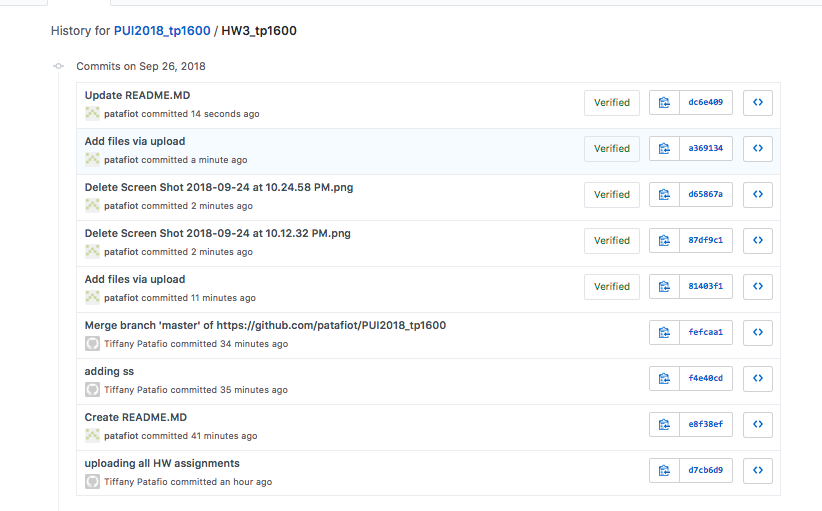 History for PUI2018_tp1600 / HW3_tp1600
Commits on Sep 26, 2018
Update README.MD
patafiot committed 14 seconds ago
Verified
dc6e409
Add files via upload
patafiot committed a minute ago
Verified
a369134
Delete Screen Shot 2018-09-24 at 10.24.58 PM.png
patafiot committed 2 minutes ago
Verified
d65867a
Delete Screen Shot 2018-09-24 at 10.12.32 PM.png
patafiot committed 2 minutes ago
Verified
87df9c1
Add files via upload
patafiot committed 11 minutes ago
Verified
81403f1
Merge branch 'master' of https://github.com/patafiot/PUI2018_tp1600
Tiffany Patafio committed 34 minutes ago
fefcaa1
adding ss
Tiffany Patafio committed 35 minutes ago
f4e40cd
Create README.MD
patafiot committed 41 minutes ago
e8f38ef
uploading all HW assignments
Tiffany Patafio committed an hour ago
d7cb6d9